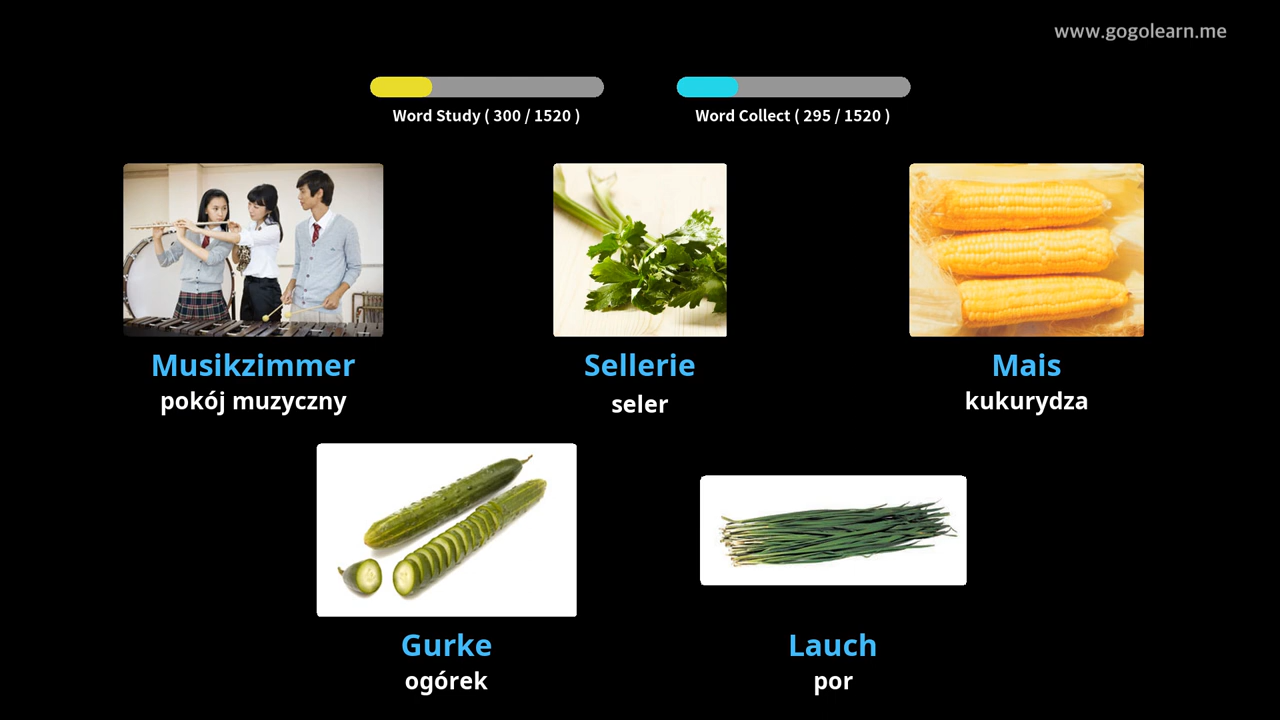 www.gogolearn.me
Word Study ( 300 / 1520 )
Word Collect ( 295 / 1520 )
Musikzimmer
pokój muzyczny
Sellerie
seler
Mais
kukurydza
Gurke
ogórek
Lauch
por